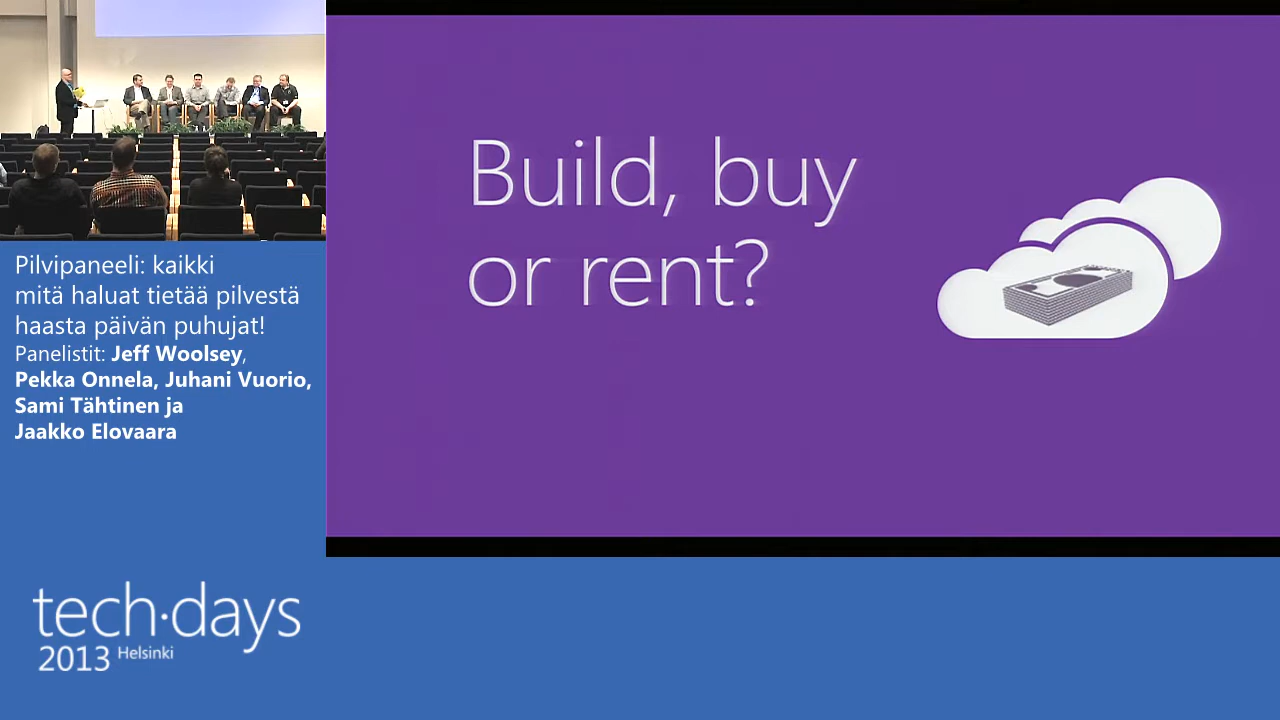 Build, buy
or rent?
Pilvipaneeli: kaikki
mitä haluat tietää pilvestä
haasta päivän puhujat!
Panelistit: Jeff Woolsey,
Pekka Onnela, Juhani Vuorio,
Sami Tähtinen ja
Jaakko Elovaara
tech·days
2013 Helsinki